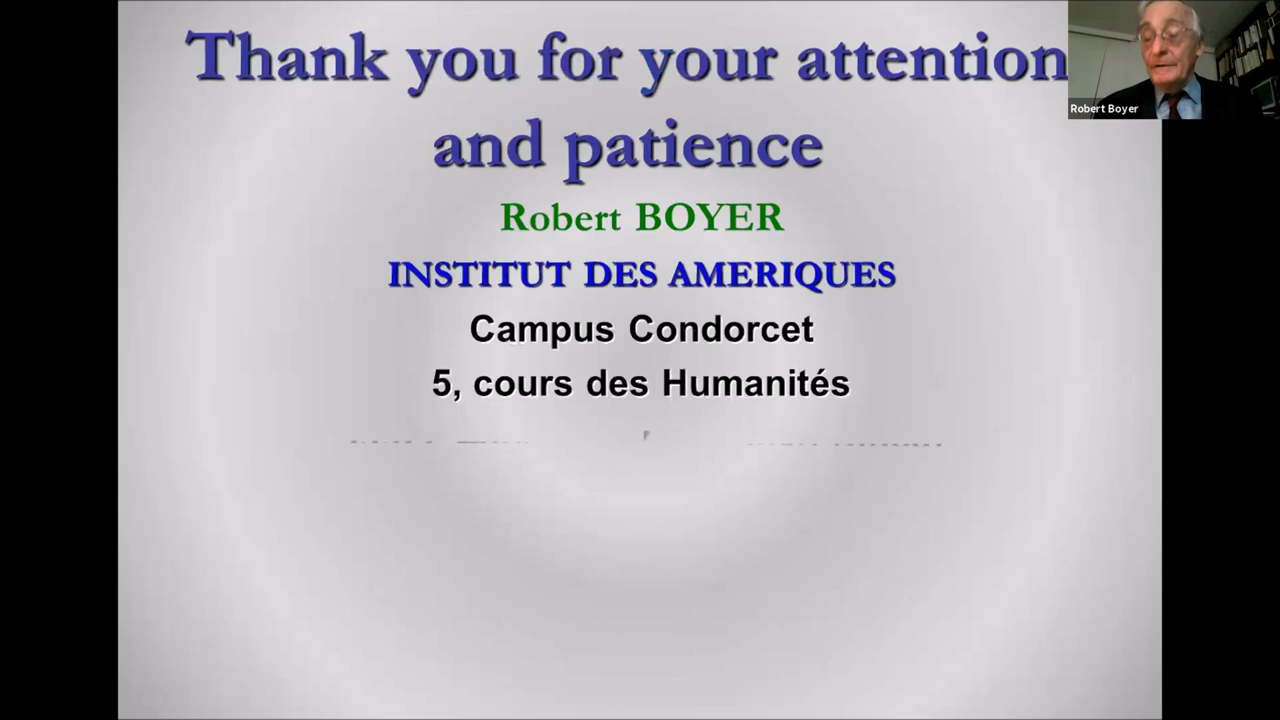 Thank you for your attention
and patience
Robert BOYER
INSTITUT DES AMERIQUES
Campus Condorcet
5, cours des Humanités
Robert Boyer